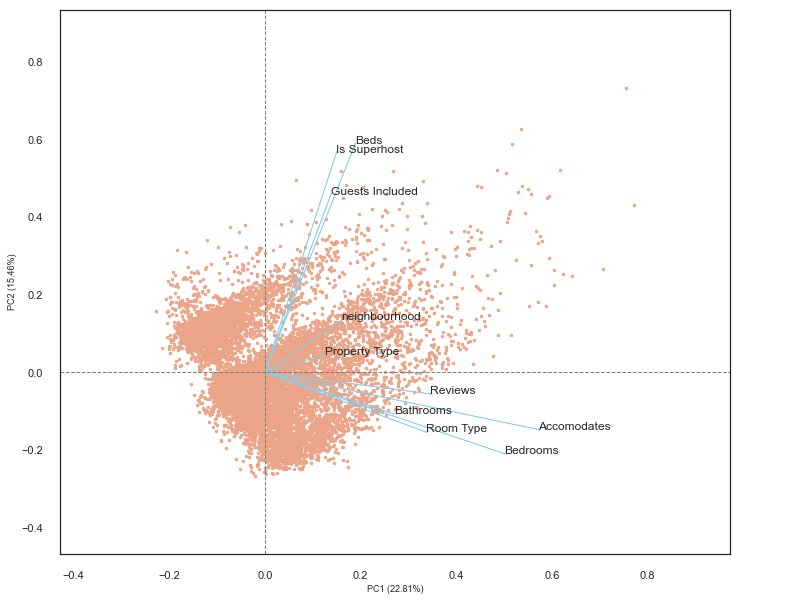 0.8
0.6
Beds
Is Superhost
0.4
Guests Included
PC2 (15.46%)
0.2
neighbourhood
Property Type
0.0
Reviews
Bathrooms
Accomodates
Room Type
−0.2
Bedrooms
−0.4
−0.4 −0.2 0.0 0.2 0.4 0.6 0.8
PC1 (22.81%)